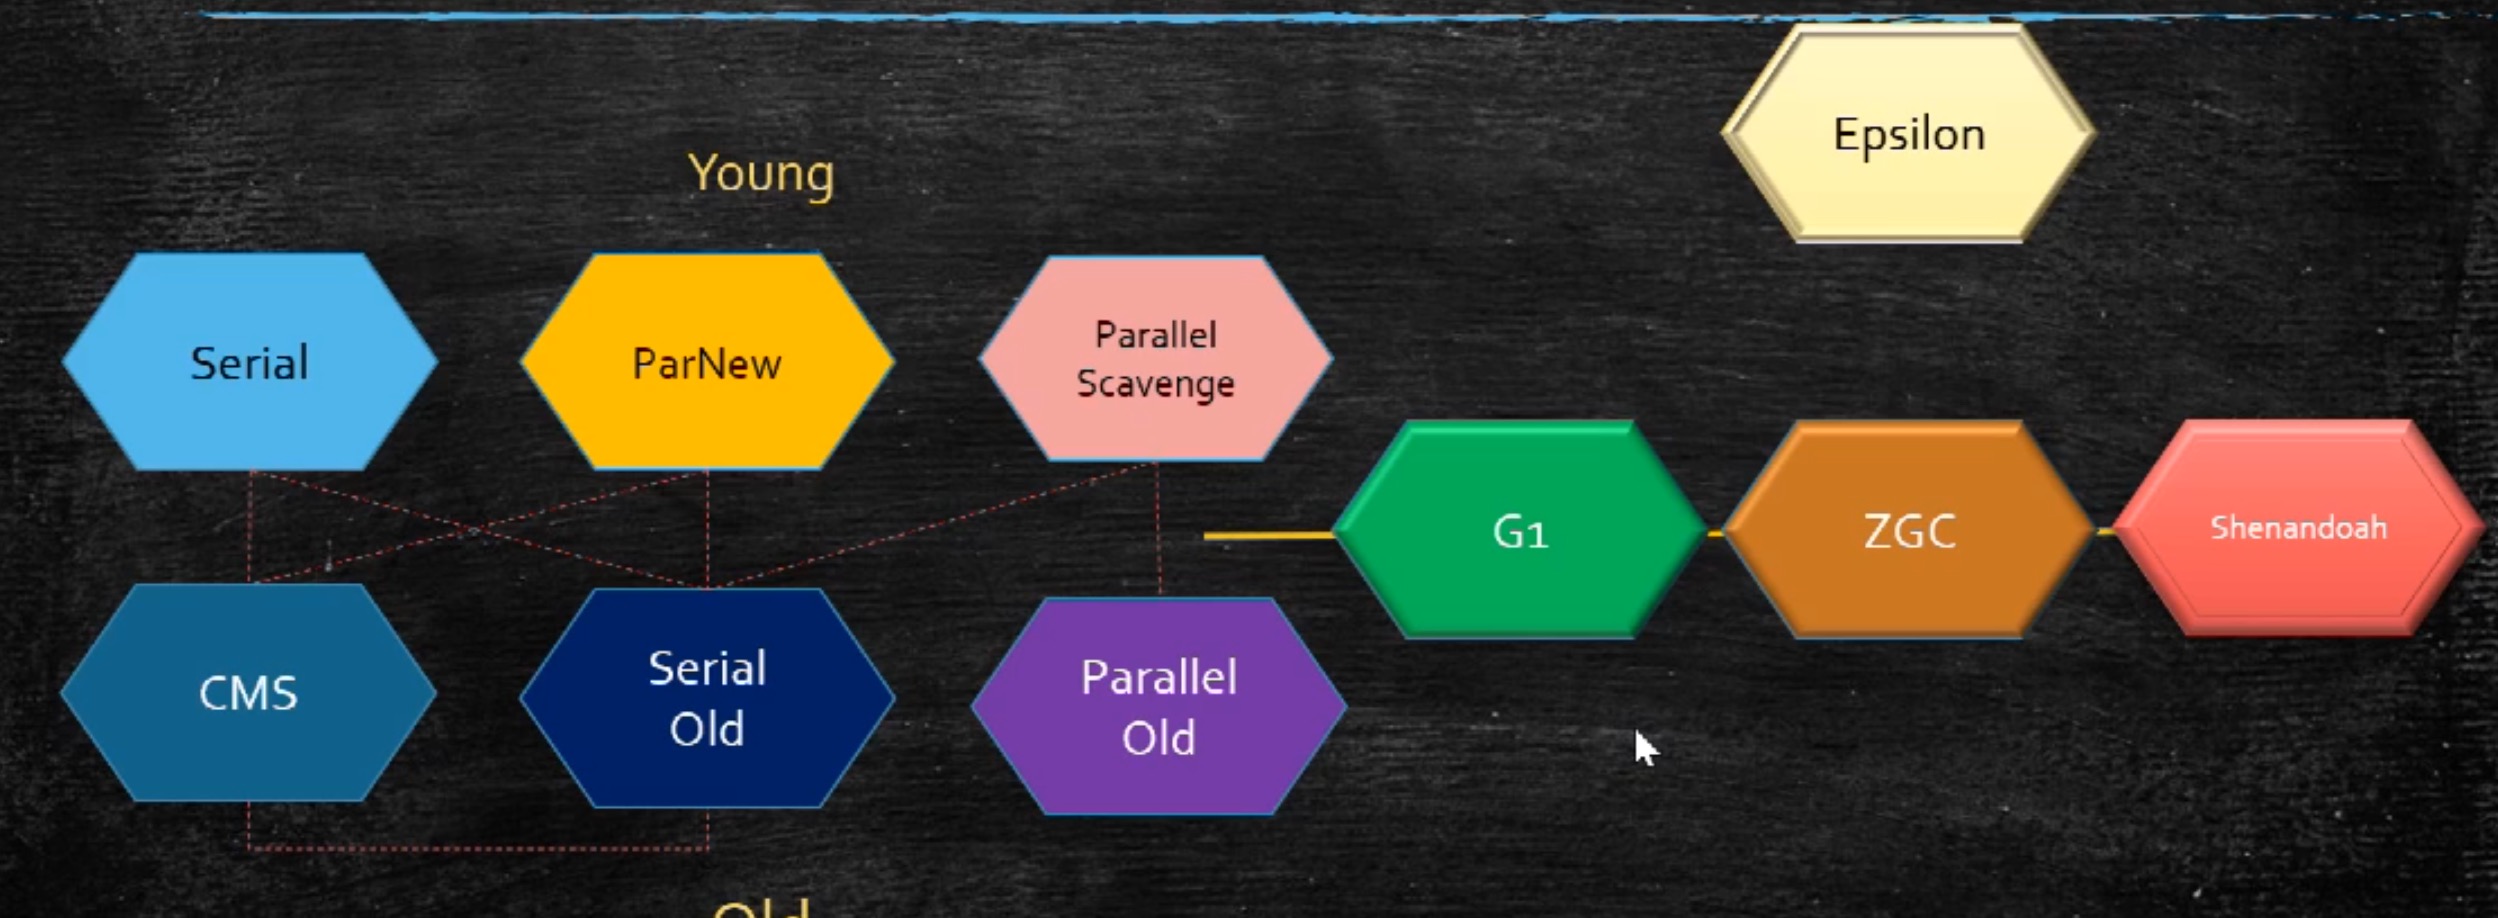 Epsilon
Young
Serial
ParNew
Parallel
Scavenge
G1
ZGC
Shenandoah
CMS
Serial
Old
Parallel
Old
Old